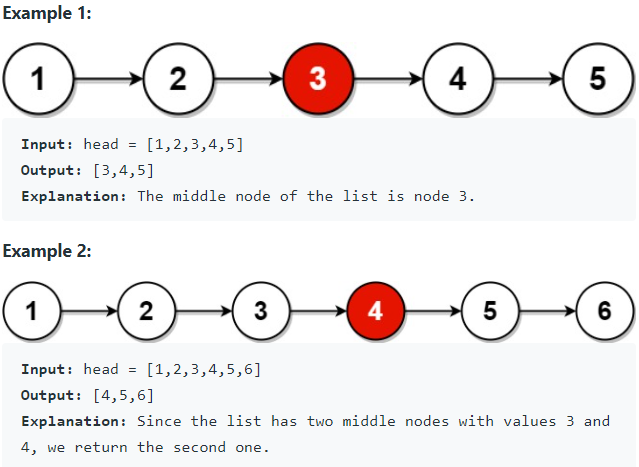 Example 1:
1 2 3 4 5
Input: head = [1,2,3,4,5]
Output: [3,4,5]
Explanation: The middle node of the list is node 3.
Example 2:
1 2 3 4 5 6
Input: head = [1,2,3,4,5,6]
Output: [4,5,6]
Explanation: Since the list has two middle nodes with values 3 and
4, we return the second one.